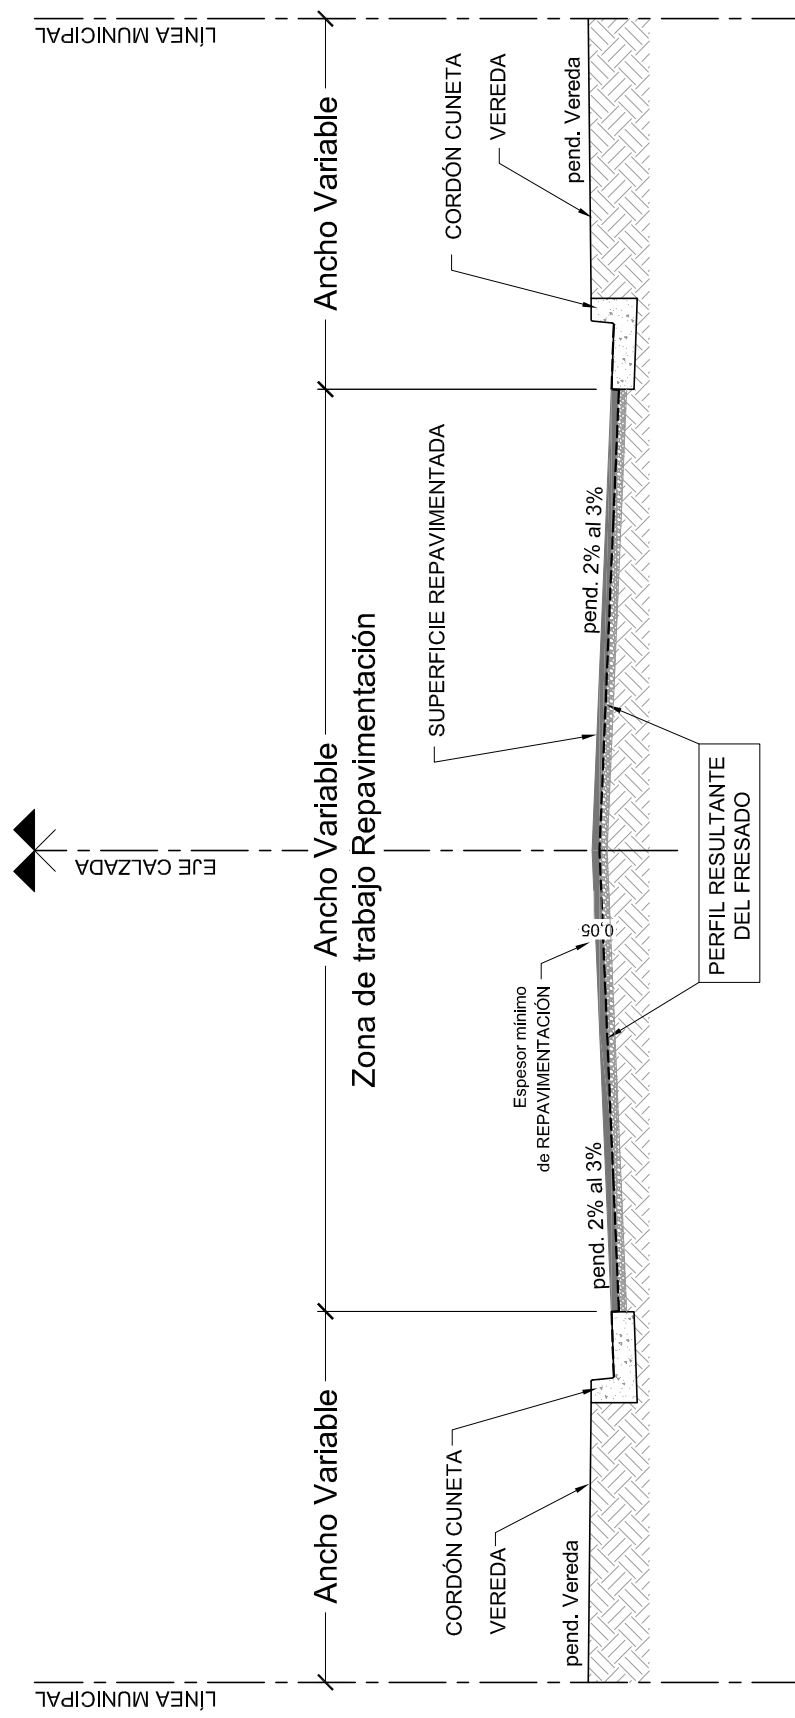 LÍNEA MUNICIPAL
EJE CALZADA
LÍNEA MUNICIPAL
Ancho Variable
Ancho Variable
Ancho Variable
Zona de trabajo Repavimentación
CORDÓN CUNETA
VEREDA
pend. Vereda
Espesor mínimo
de REPAVIMENTACIÓN
0,05
SUPERFICIE REPAVIMENTADA
CORDÓN CUNETA
VEREDA
pend. Vereda
pend. 2% al 3%
pend. 2% al 3%
PERFIL RESULTANTE
DEL FRESADO